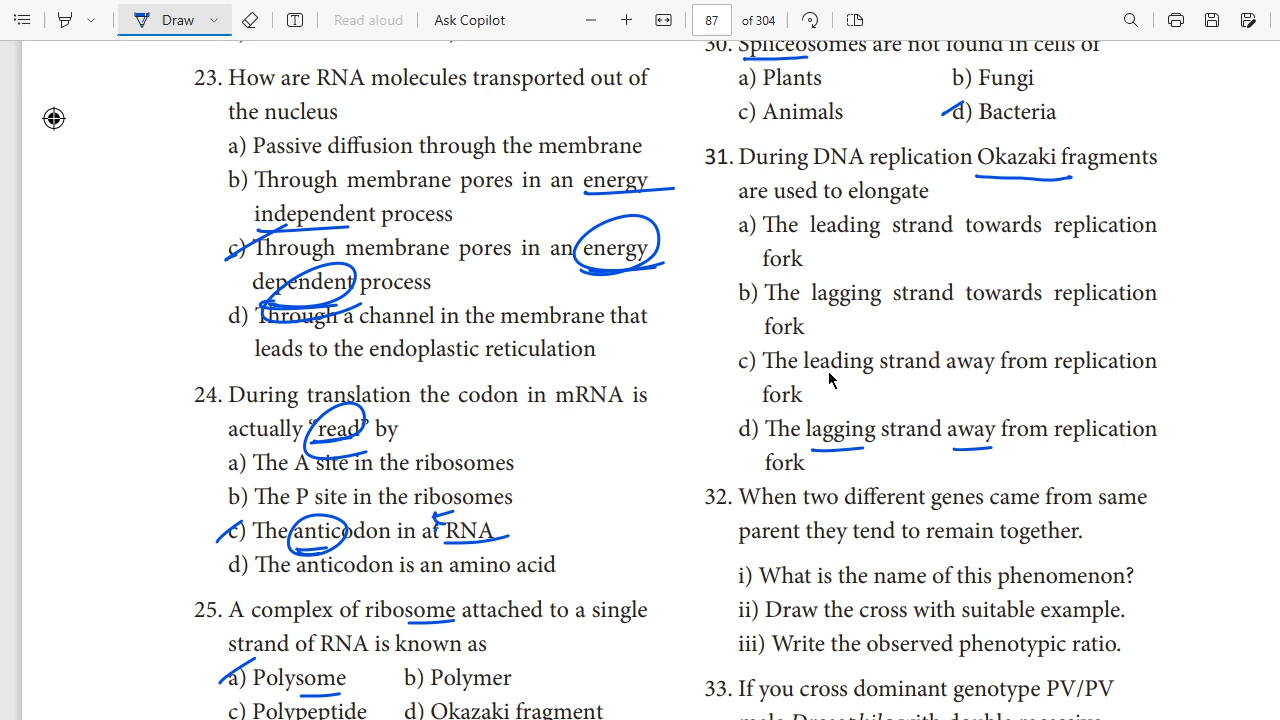 Draw
Read aloud
Ask Copilot
87
of 304
23. How are RNA molecules transported out of
the nucleus
a) Passive diffusion through the membrane
b) Through membrane pores in an energy
independent process
c) Through membrane pores in an energy
dependent process
d) Through a channel in the membrane that
leads to the endoplastic reticulation
24. During translation the codon in mRNA is
actually “read” by
a) The A site in the ribosomes
b) The P site in the ribosomes
c) The anticodon in at RNA
d) The anticodon is an amino acid
25. A complex of ribosome attached to a single
strand of RNA is known as
a) Polysome b) Polymer
c) Polypeptide d) Okazaki fragment
30. Spliceosomes are not found in cells of
a) Plants b) Fungi
c) Animals d) Bacteria
31. During DNA replication Okazaki fragments
are used to elongate
a) The leading strand towards replication
fork
b) The lagging strand towards replication
fork
c) The leading strand away from replication
fork
d) The lagging strand away from replication
fork
32. When two different genes came from same
parent they tend to remain together.
i) What is the name of this phenomenon?
ii) Draw the cross with suitable example.
iii) Write the observed phenotypic ratio.
33. If you cross dominant genotype PV/PV
male Drosophila with double recessive